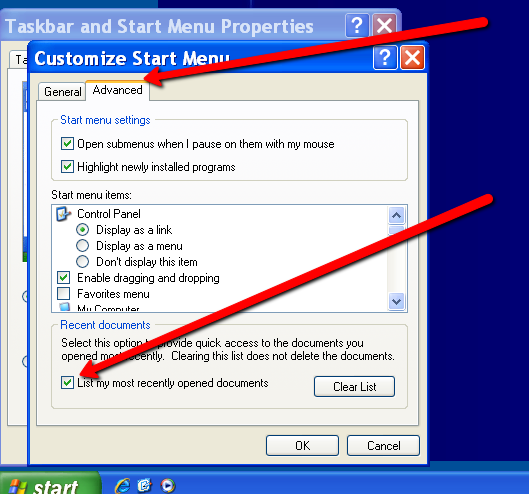 Taskbar and Start Menu Properties
Customize Start Menu
General
Advanced
Start menu settings
Open submenus when I pause on them with my mouse
Highlight newly installed programs
Start menu items:
Control Panel
Display as a link
Display as a menu
Don't display this item
Enable dragging and dropping
Favorites menu
My Computer
Recent documents
Select this option to provide quick access to the documents you
opened most recently. Clearing this list does not delete the documents.
List my most recently opened documents
Clear List
OK
Cancel
start